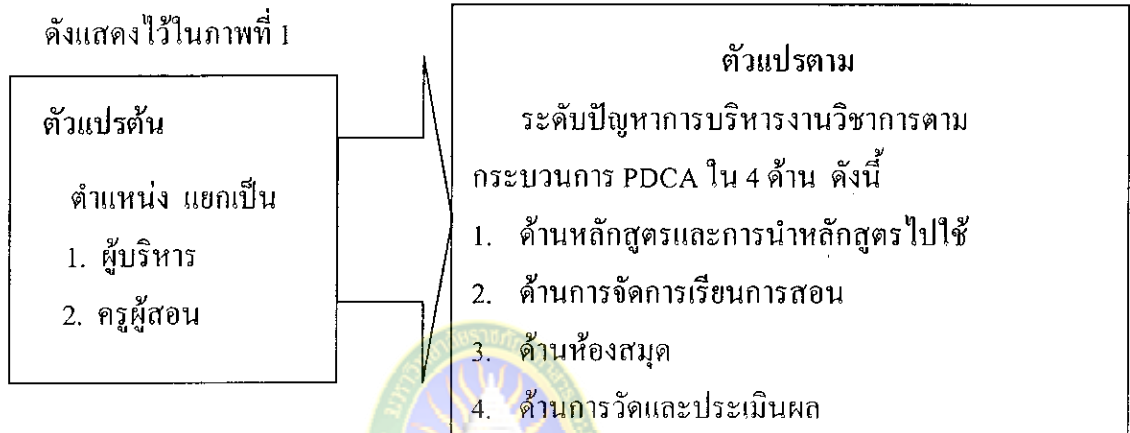 ดังแสดงไว้ในภาพที่ 1
ตัวแปรต้น
ตำแหน่ง แยกเป็น
1. ผู้บริหาร
2. ครูผู้สอน
ตัวแปรตาม
ระดับปัญหาการบริหารงานวิชาการตาม
กระบวนการ PDCA ใน 4 ด้าน ดังนี้
1. ด้านหลักสูตรและการนำหลักสูตรไปใช้
2. ด้านการจัดการเรียนการสอน
3. ด้านห้องสมุด
4. ด้านการวัดและประเมินผล